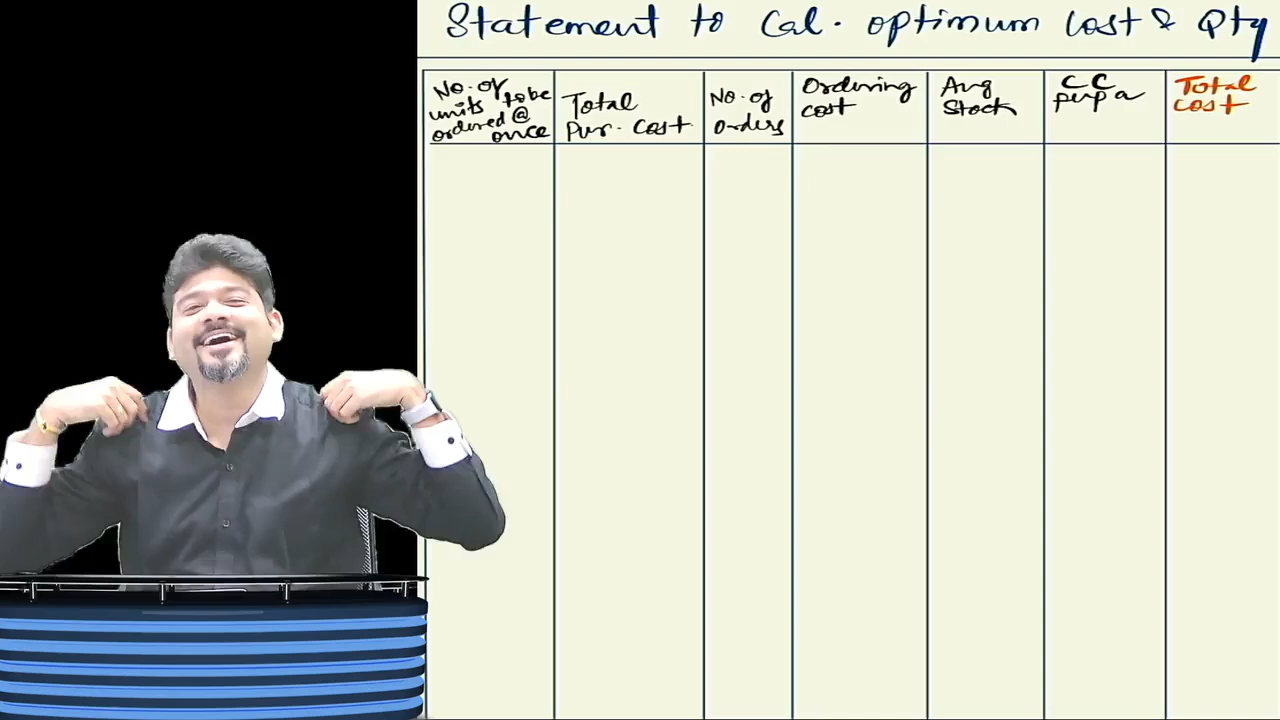 Statement to Cal. optimum Cost & Qty
No. of
units to be
ordered @
once
Total
Pur. Cost
No. of
Orders
Ordering
cost
Avg
Stock
C C
pupa
Total
cost